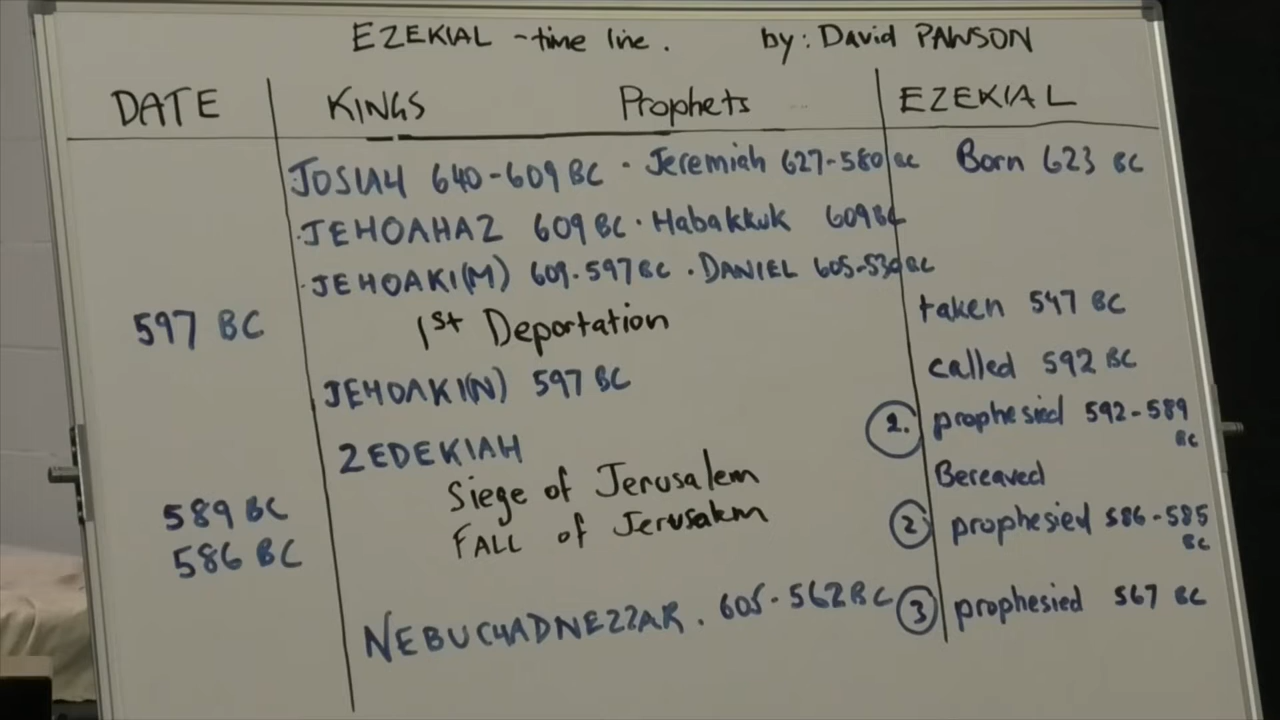 EZEKIAL - time line. by: David PAWSON
DATE KINGS Prophets EZEKIAL
JOSIAH 640-609 BC · Jeremiah 627-580 BC Born 623 BC
·JEHOAHAZ 609 BC · Habakkuk 609 BC
·JEHOAKI(M) 609-597 BC · DANIEL 605-530 BC
597 BC 1st Deportation taken 547 BC
called 592 BC
JEHOAKI(N) 597 BC
2. prophesied 592-589 BC
ZEDEKIAH
Bereaved
589 BC Siege of Jerusalem
586 BC FALL of Jerusalem
2 prophesied 586-585 BC
NEBUCHADNEZZAR. 605-562 BC 3 prophesied 567 BC